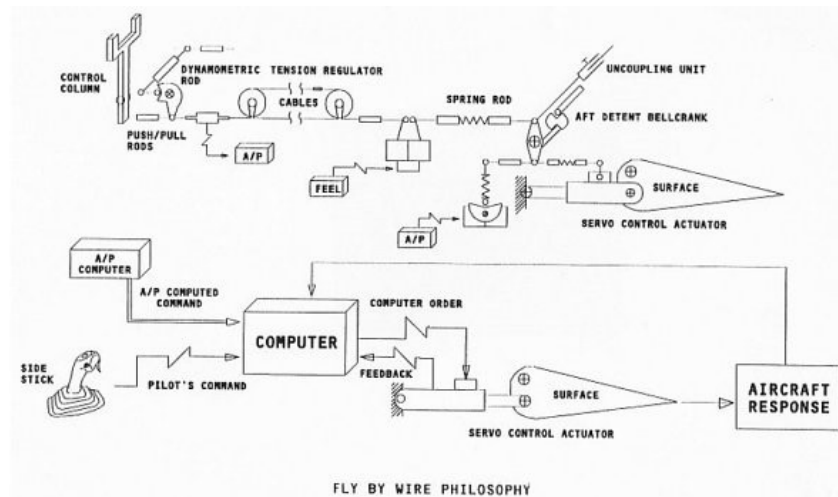 CONTROL
COLUMN
DYNAMOMETRIC
ROD
TENSION REGULATOR
CABLES
PUSH/PULL
RODS
A/P
FEEL
SPRING ROD
UNCOUPLING UNIT
AFT DETENT BELLCRANK
A/P
SURFACE
SERVO CONTROL ACTUATOR
A/P
COMPUTER
A/P COMPUTED
COMMAND
COMPUTER
COMPUTER ORDER
SIDE
STICK
PILOT'S COMMAND
FEEDBACK
SURFACE
SERVO CONTROL ACTUATOR
AIRCRAFT
RESPONSE
FLY BY WIRE PHILOSOPHY